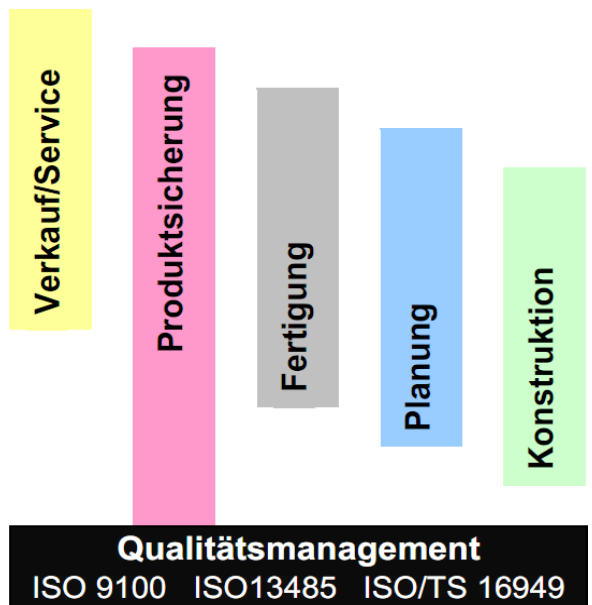 Verkauf/Service
Produktsicherung
Fertigung
Planung
Konstruktion
Qualitätsmanagement
ISO 9100 ISO13485 ISO/TS 16949